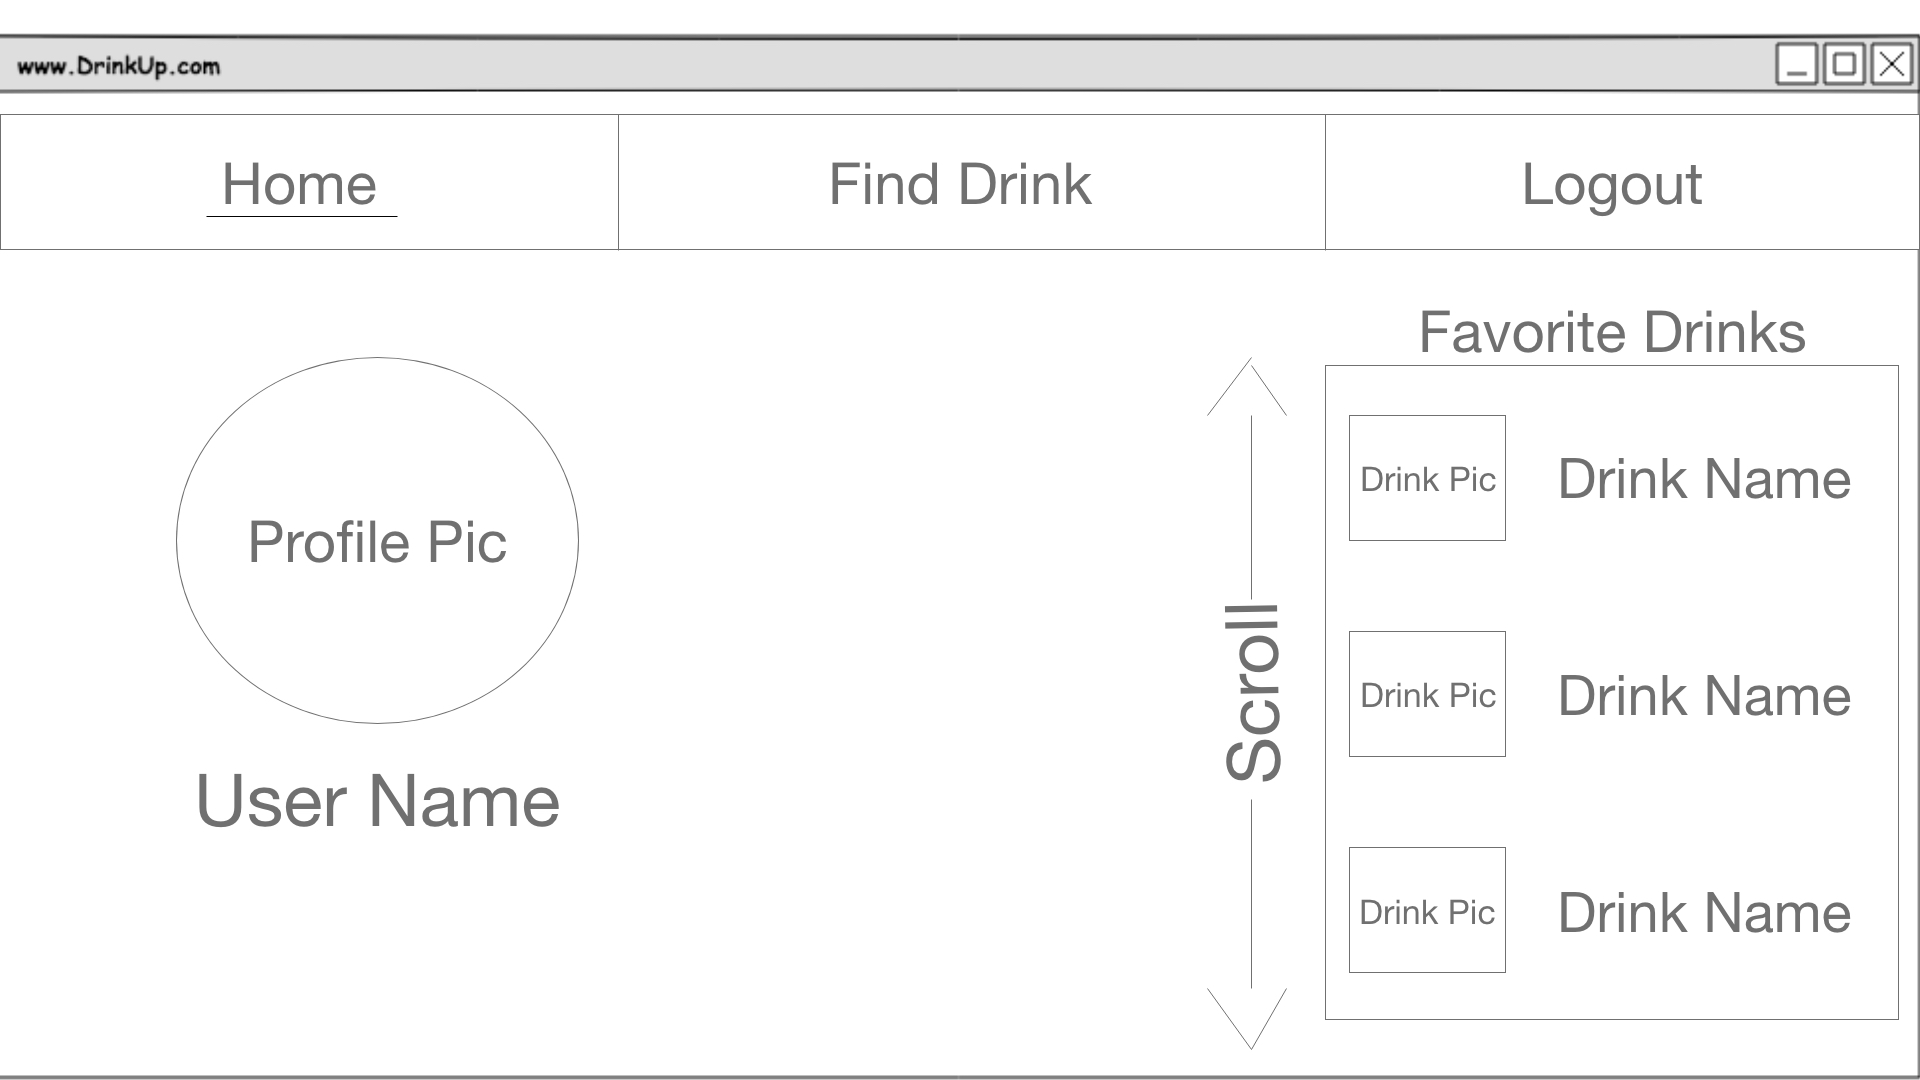 www.DrinkUp.com
Home
Find Drink
Logout
Favorite Drinks
Profile Pic
User Name
Scroll
Drink Pic
Drink Name
Drink Pic
Drink Name
Drink Pic
Drink Name